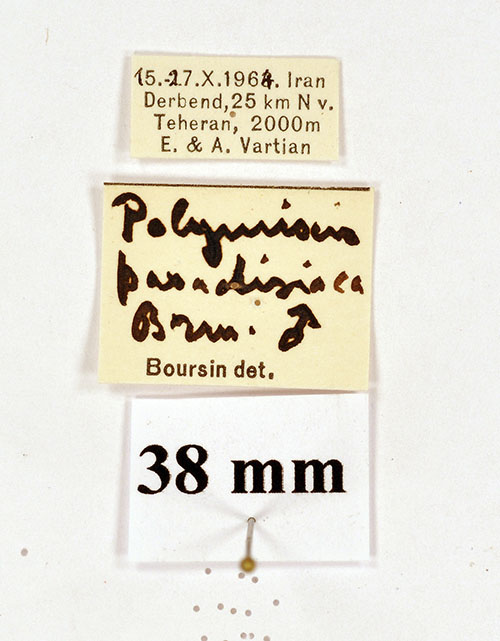 15.-27.X.1964. Iran
Derbend, 25 km N v.
Teheran, 2000m
E. & A. Vartian
Polymixis
paradisiaca
Brsn. ♂
Boursin det.
38 mm